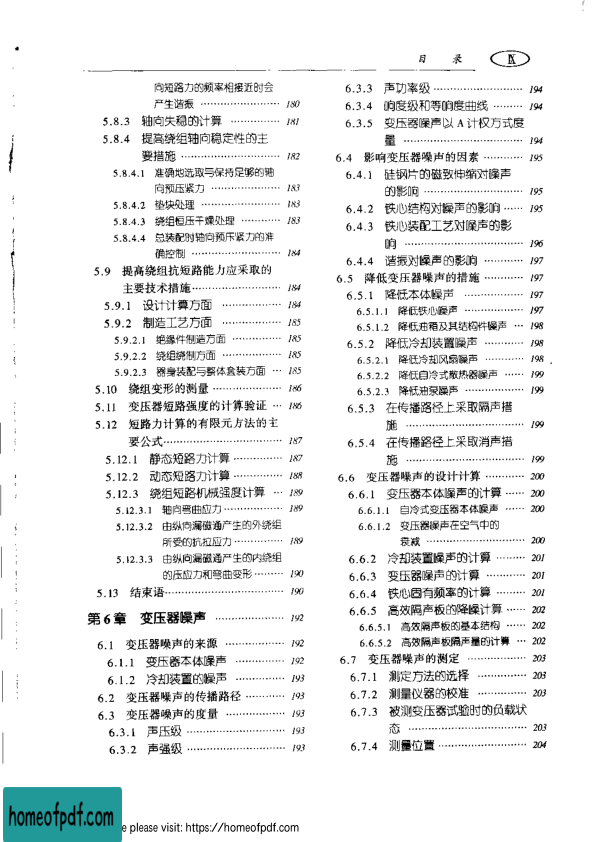 目 录 Ⅸ
向短路力的频率相接近时会
产生谐振 …………………… 180
5.8.3 轴向失稳的计算 …………… 181
5.8.4 提高绕组轴向稳定性的主
要措施 ………………………… 182
5.8.4.1 准确地选取与保持足够的轴
向预压紧力 ………………… 183
5.8.4.2 垫块处理 …………………… 183
5.8.4.3 绕组恒压干燥处理 ………… 183
5.8.4.4 总装配时轴向预压紧力的准
确控制 ……………………… 184
5.9 提高绕组抗短路能力应采取的
主要技术措施……………………… 184
5.9.1 设计计算方面 ……………… 184
5.9.2 制造工艺方面 ……………… 185
5.9.2.1 绝缘件制造方面 …………… 185
5.9.2.2 绕组绕制方面 ……………… 185
5.9.2.3 器身装配与整体套装方面 … 185
5.10 绕组变形的测量 ……………… 186
5.11 变压器短路强度的计算验证 … 186
5.12 短路力计算的有限元方法的主
要公式…………………………… 187
5.12.1 静态短路力计算…………… 187
5.12.2 动态短路力计算…………… 188
5.12.3 绕组短路机械强度计算 … 189
5.12.3.1 轴向弯曲应力……………… 189
5.12.3.2 由纵向漏磁通产生的外绕组
所受的抗拉应力…………… 189
5.12.3.3 由纵向漏磁通产生的内绕组
的压应力和弯曲变形……… 190
5.13 结束语…………………………… 190
第 6 章 变压器噪声 ………………… 192
6.1 变压器噪声的来源 ……………… 192
6.1.1 变压器本体噪声 …………… 192
6.1.2 冷却装置的噪声 …………… 193
6.2 变压器噪声的传播路径 ………… 193
6.3 变压器噪声的度量 ……………… 193
6.3.1 声压级 ……………………… 193
6.3.2 声强级 ……………………… 193
6.3.3 声功率级 …………………… 194
6.3.4 响度级和等响度曲线 ……… 194
6.3.5 变压器噪声以 A 计权方式度
量 …………………………… 194
6.4 影响变压器噪声的因素 ………… 195
6.4.1 硅钢片的磁致伸缩对噪声
的影响 ……………………… 195
6.4.2 铁心结构对噪声的影响 …… 195
6.4.3 铁心装配工艺对噪声的影
响 …………………………… 196
6.4.4 谐振对噪声的影响 ………… 197
6.5 降低变压器噪声的措施 ………… 197
6.5.1 降低本体噪声 ……………… 197
6.5.1.1 降低铁心噪声 ……………… 197
6.5.1.2 降低油箱及其结构件噪声 … 198
6.5.2 降低冷却装置噪声 ………… 198
6.5.2.1 降低冷却风扇噪声 ………… 198
6.5.2.2 降低自冷式散热器噪声 …… 199
6.5.2.3 降低油泵噪声 ……………… 199
6.5.3 在传播路径上采取隔声措
施 …………………………… 199
6.5.4 在传播路径上采取消声措
施 …………………………… 199
6.6 变压器噪声的设计计算 ………… 200
6.6.1 变压器本体噪声的计算 …… 200
6.6.1.1 自冷式变压器本体噪声 …… 200
6.6.1.2 变压器噪声在空气中的
衰减 ………………………… 200
6.6.2 冷却装置噪声的计算 ……… 201
6.6.3 变压器噪声的计算 ………… 201
6.6.4 铁心固有频率的计算 ……… 201
6.6.5 高效隔声板的降噪计算 …… 202
6.6.5.1 高效隔声板的基本结构 …… 202
6.6.5.2 高效隔声板隔声量的计算 … 202
6.7 变压器噪声的测定 ……………… 203
6.7.1 测定方法的选择 …………… 203
6.7.2 测量仪器的校准 …………… 203
6.7.3 被测变压器试验时的负载状
态 …………………………… 203
6.7.4 测量位置 …………………… 204
homeofpdf.com
e please visit: https://homeofpdf.com